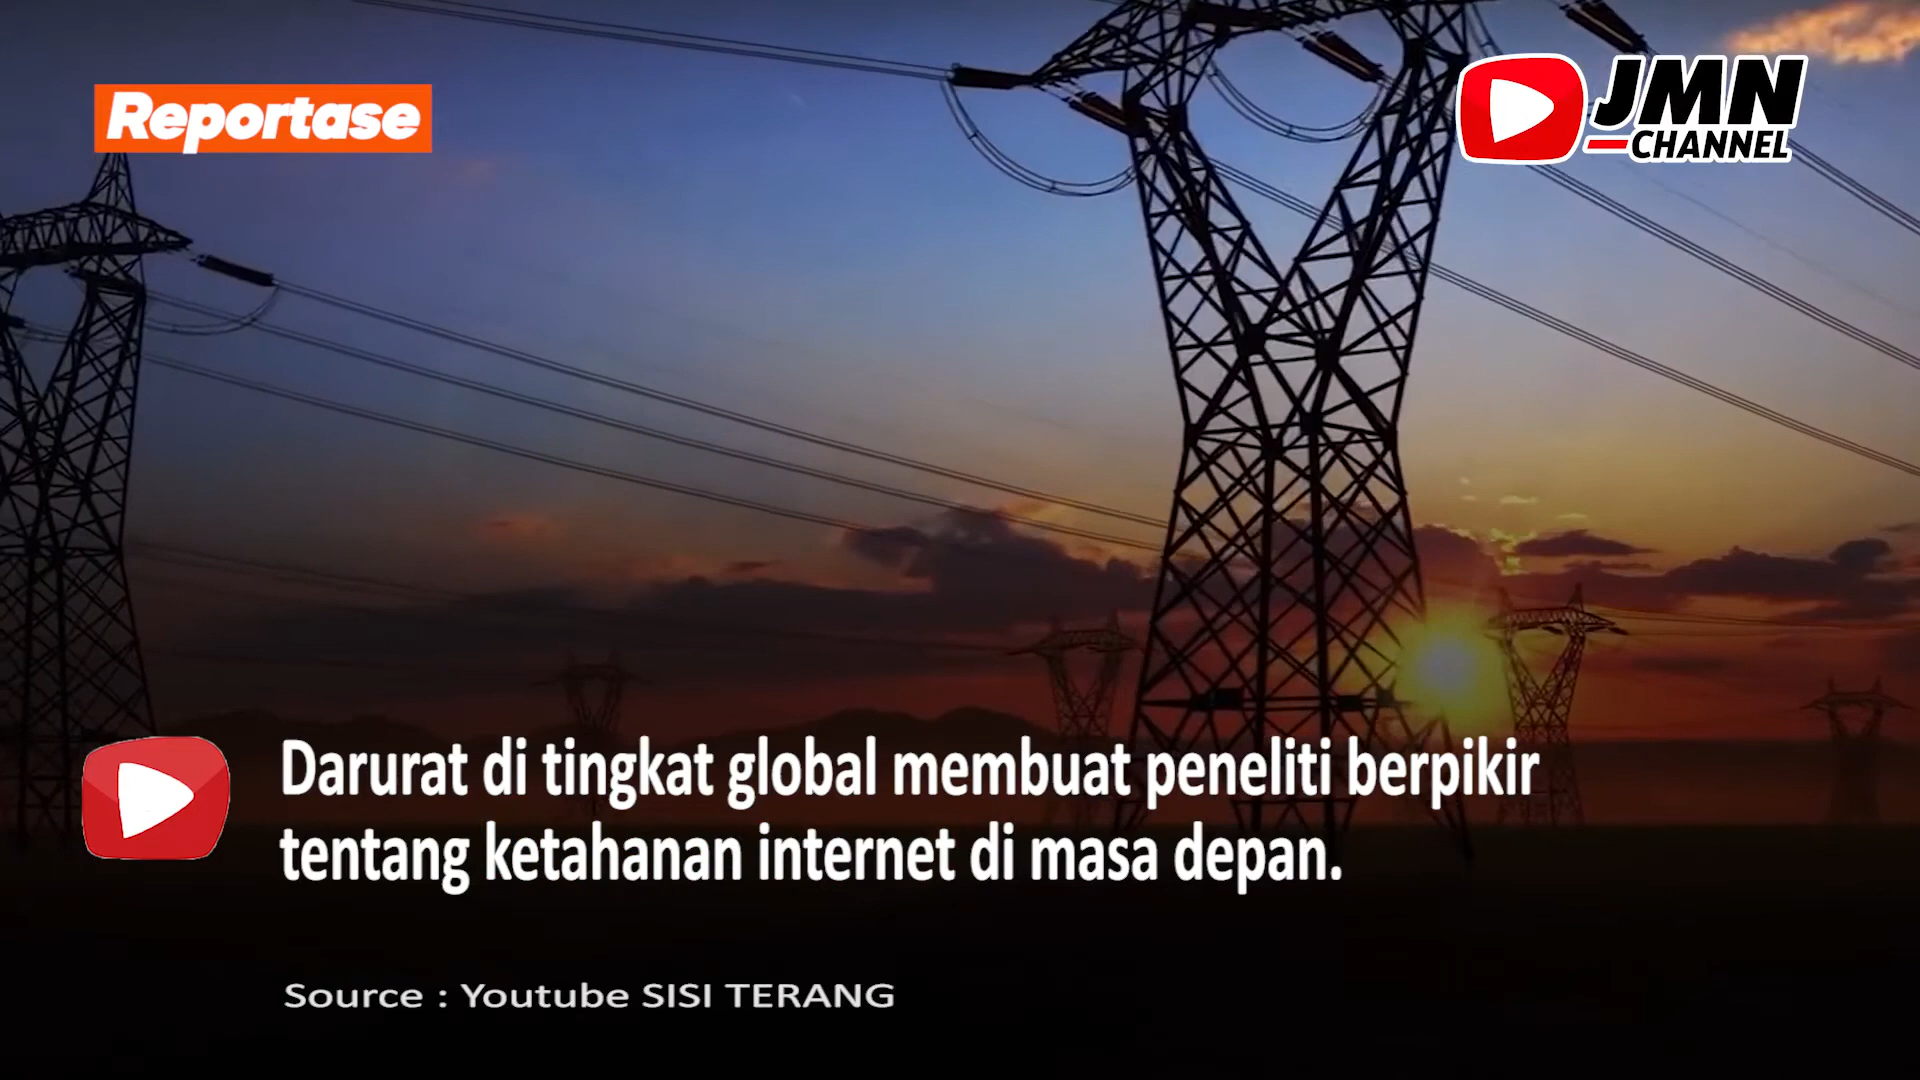 Reportase
JMN
CHANNEL
Darurat di tingkat global membuat peneliti berpikir
tentang ketahanan internet di masa depan.
Source : Youtube SISI TERANG